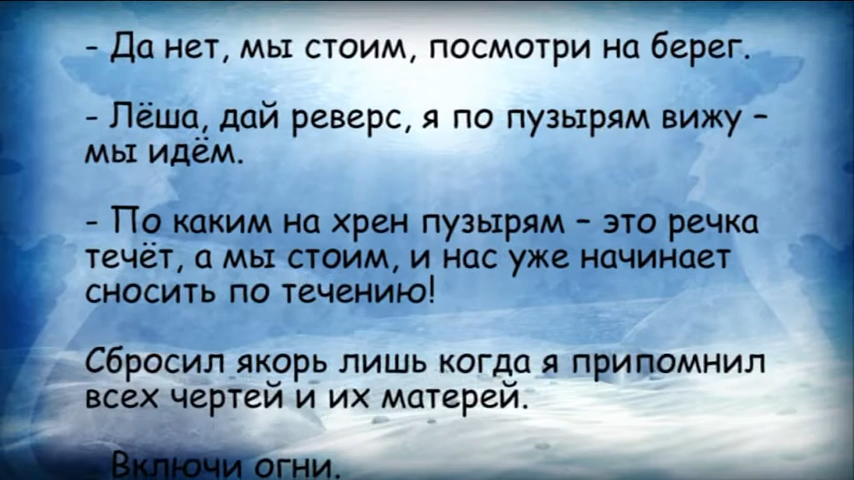 - Да нет, мы стоим, посмотри на берег.
- Лёша, дай реверс, я по пузырям вижу –
мы идём.
- По каким на хрен пузырям – это речка
течёт, а мы стоим, и нас уже начинает
сносить по течению!
Сбросил якорь лишь когда я припомнил
всех чертей и их матерей.
Включи огни.